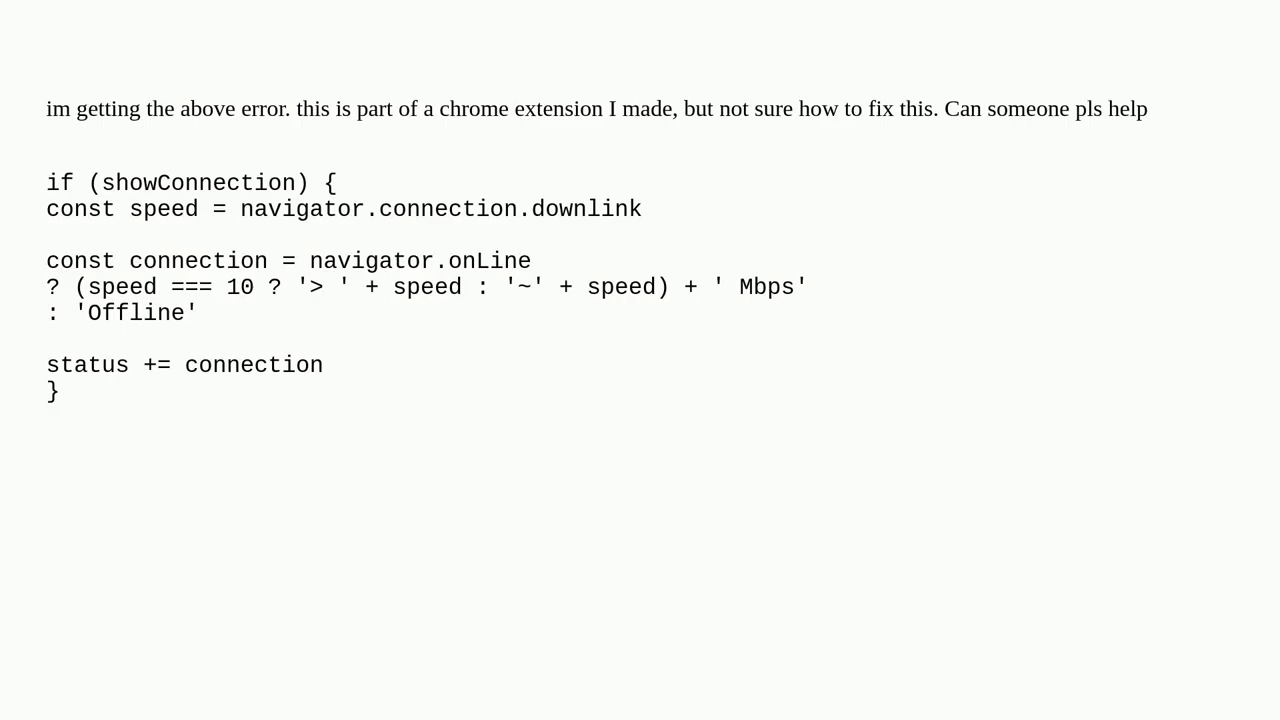 im getting the above error. this is part of a chrome extension I made, but not sure how to fix this. Can someone pls help
if (showConnection) {
const speed = navigator.connection.downlink
const connection = navigator.onLine
? (speed === 10 ? '> ' + speed : '~' + speed) + ' Mbps'
: 'Offline'
status += connection
}